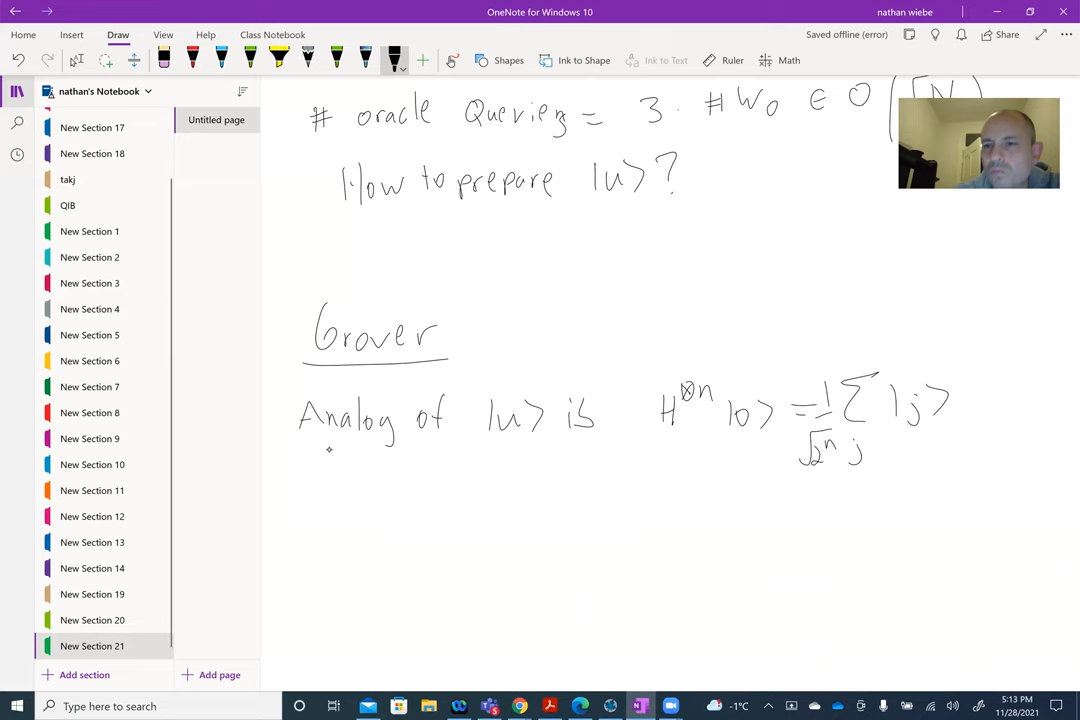 OneNote for Windows 10
nathan wiebe
Home Insert Draw View Help Class Notebook
Saved offline (error)
Share
Shapes
Ink to Shape
Ink to Text
Ruler
Math
nathan's Notebook
New Section 17
New Section 18
takj
QIB
New Section 1
New Section 2
New Section 3
New Section 4
New Section 5
New Section 6
New Section 7
New Section 8
New Section 9
New Section 10
New Section 11
New Section 12
New Section 13
New Section 14
New Section 19
New Section 20
New Section 21
Add section
Untitled page
Add page
# oracle Queries = 3 · # W₀ ∈ O(
How to prepare |u>?
Grover
Analog of |u> is H^⊗n |0> = 1/√2ⁿ Σ_j |j>
Type here to search
-1°C
5:13 PM
11/28/2021